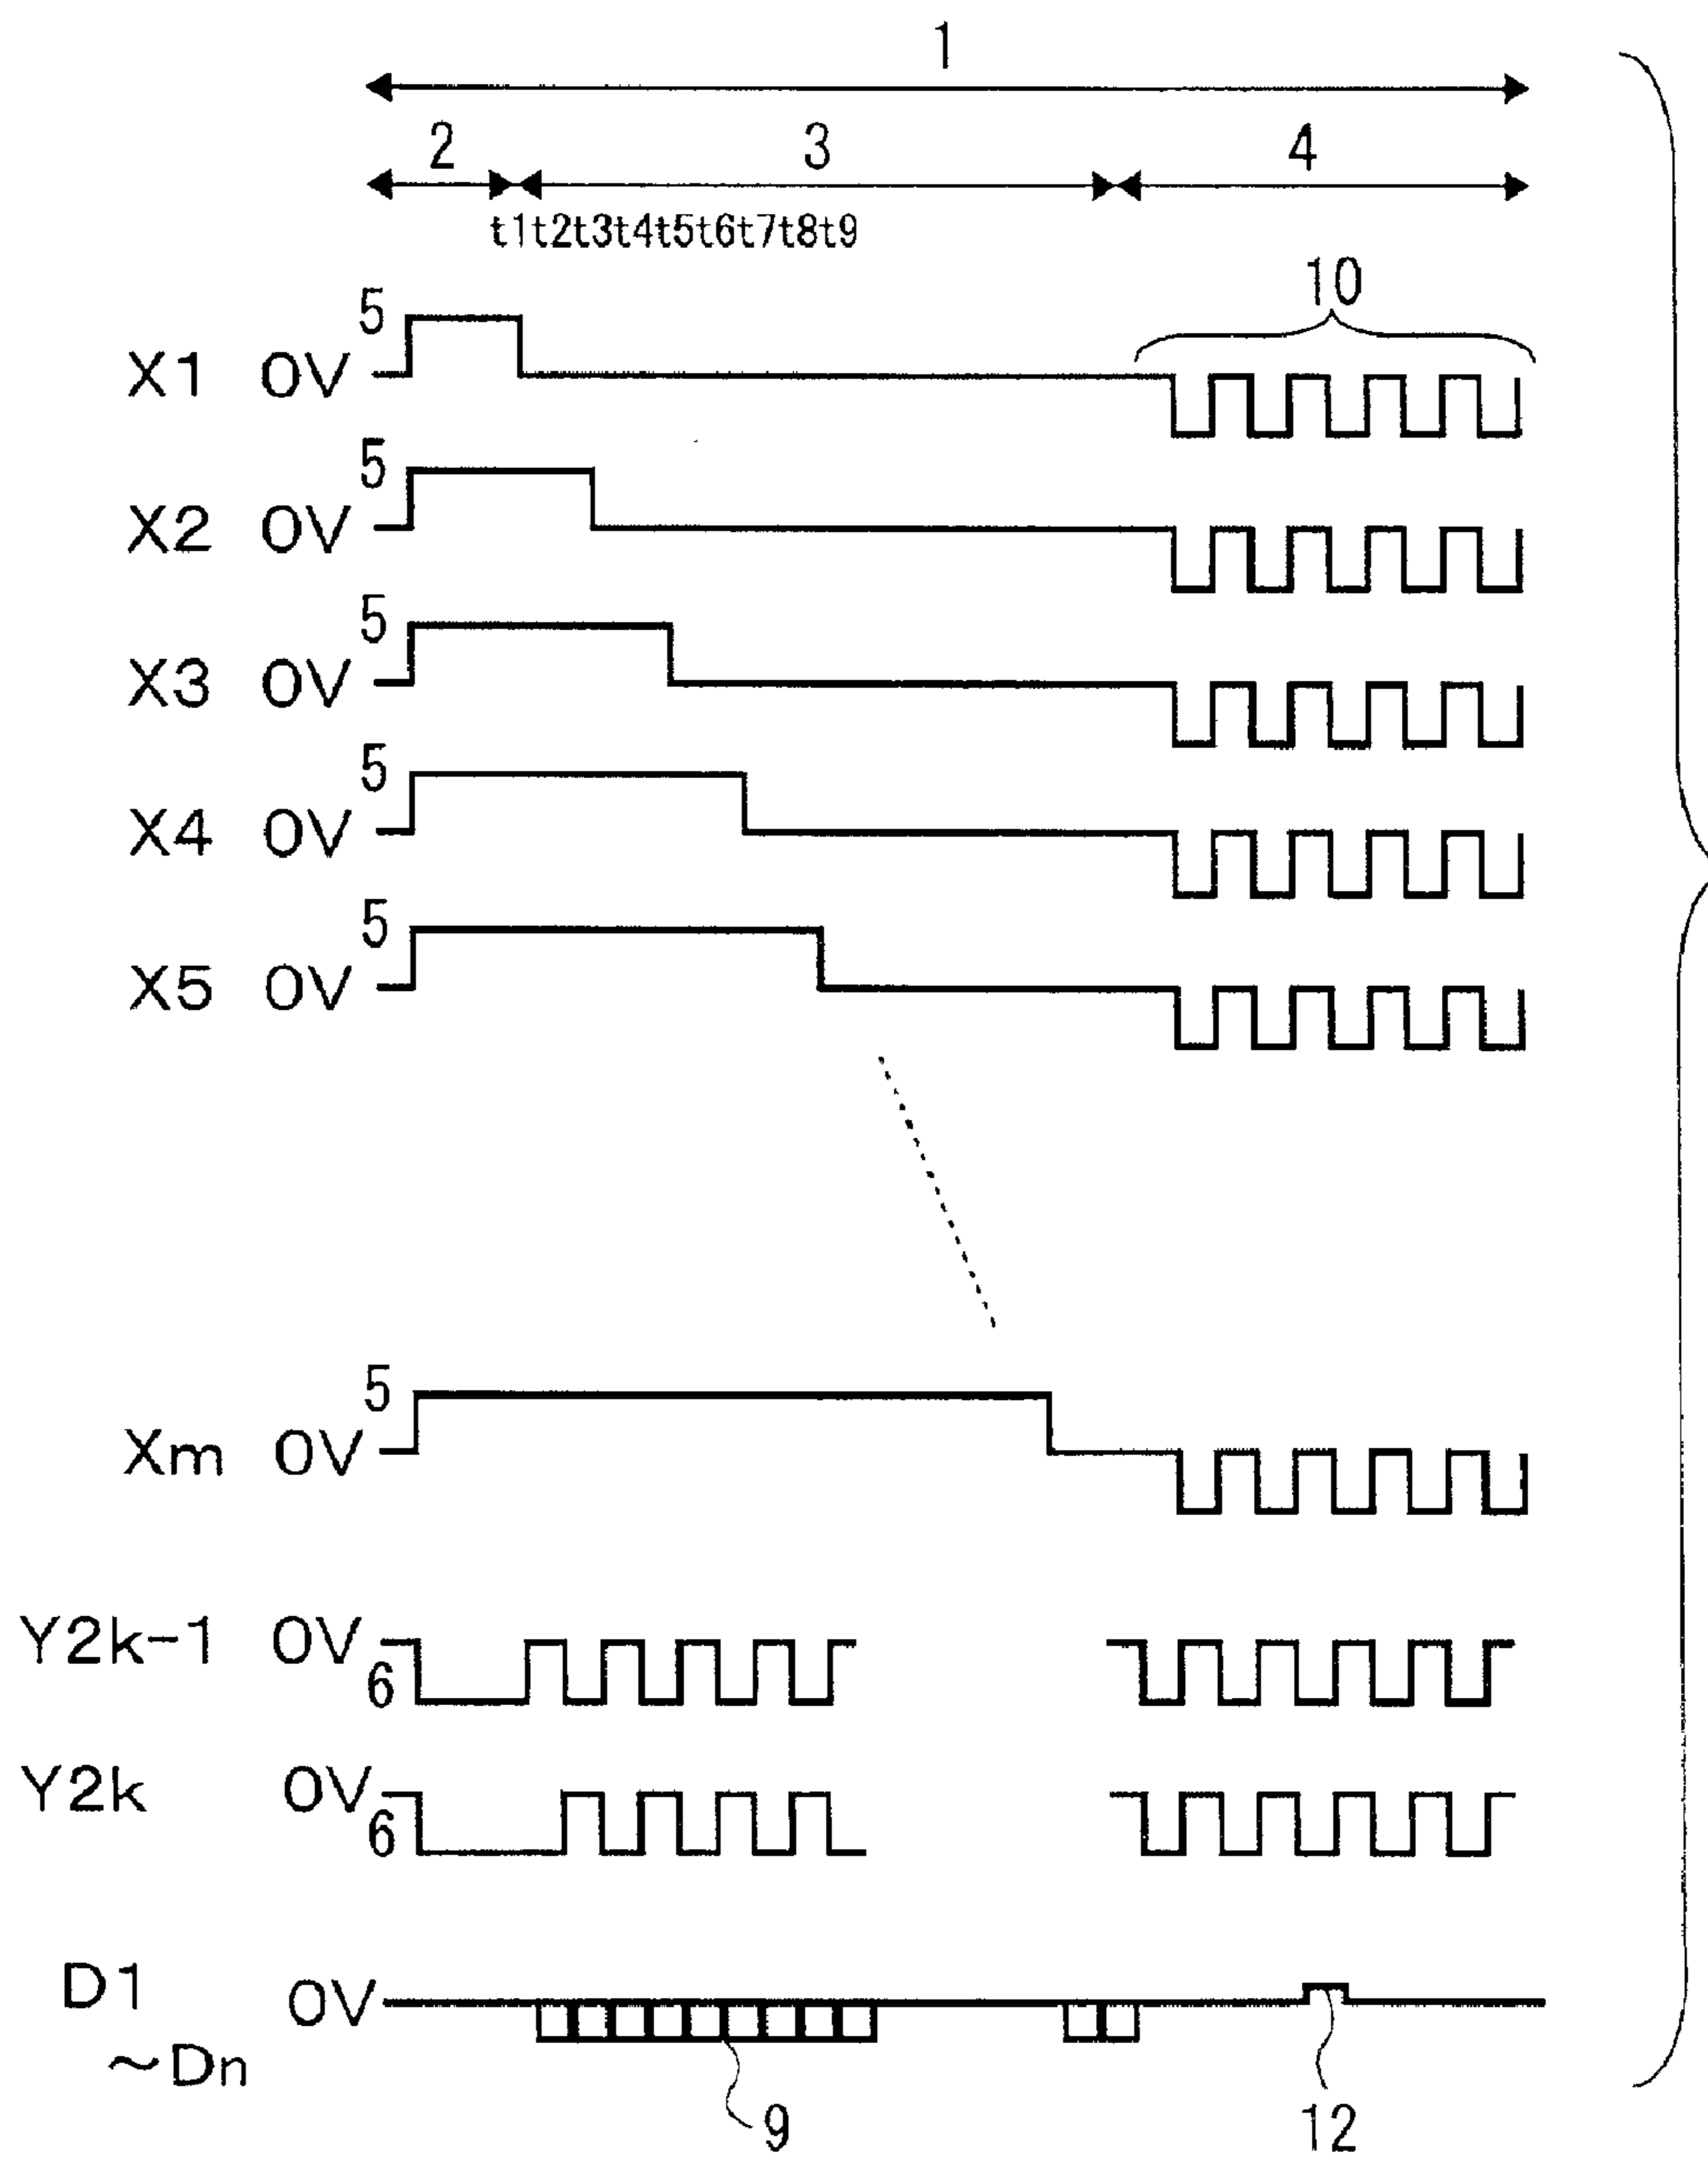 1
2 3 4
t1t2t3t4t5t6t7t8t9
10
5
X1 0V
5
X2 0V
5
X3 0V
5
X4 0V
5
X5 0V
5
Xm 0V
Y2k-1 0V
6
Y2k 0V
6
D1 0V
~Dn
9 12